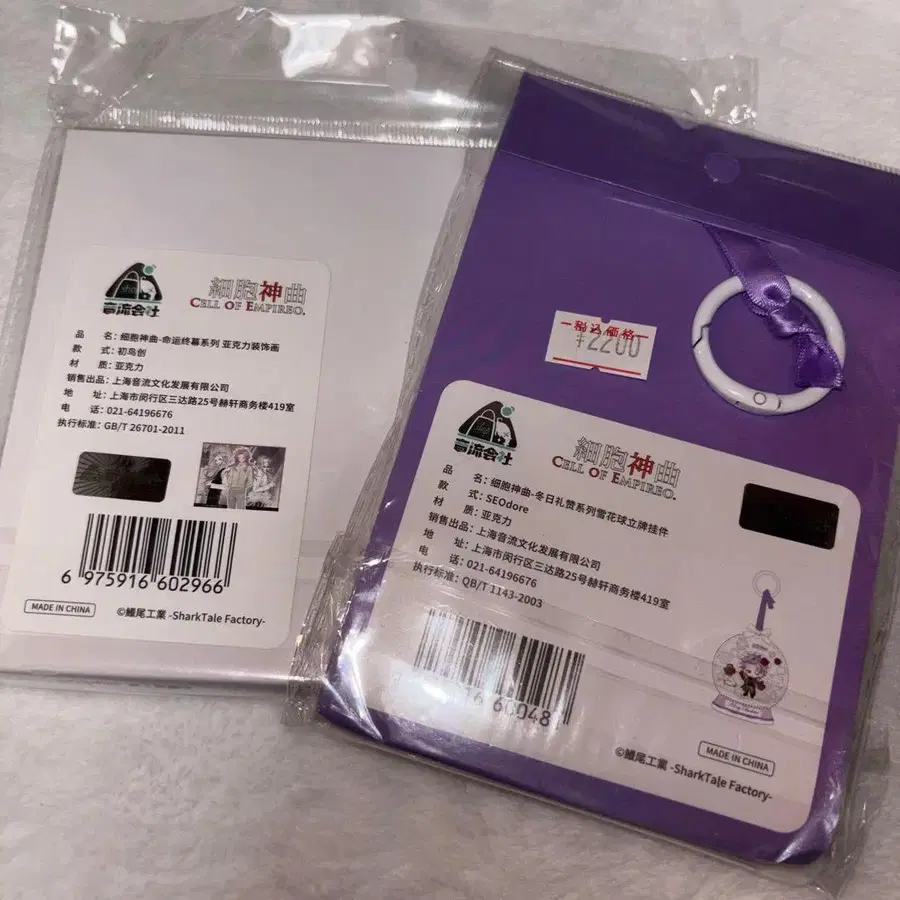 音流会社
細胞神曲
CELL OF EMPIREO.
品 名：细胞神曲-命运终幕系列 亚克力装饰画
款 式：初鸟创
材 质：亚克力
销售出品：上海音流文化发展有限公司
地 址：上海市闵行区三达路25号赫轩商务楼419室
电 话：021-64196676
执行标准：GB/T 26701-2011
6 975916 602966
MADE IN CHINA
©鱶尾工業 -SharkTale Factory-
税込価格
¥2200
音流会社
細胞神曲
CELL OF EMPIREO.
品 名：细胞神曲-冬日礼赞系列雪花球立牌挂件
款 式：SEOdore
材 质：亚克力
销售出品：上海音流文化发展有限公司
地 址：上海市闵行区三达路25号赫轩商务楼419室
电 话：021-64196676
执行标准：QB/T 1143-2003
MADE IN CHINA
©鱶尾工業 -SharkTale Factory-